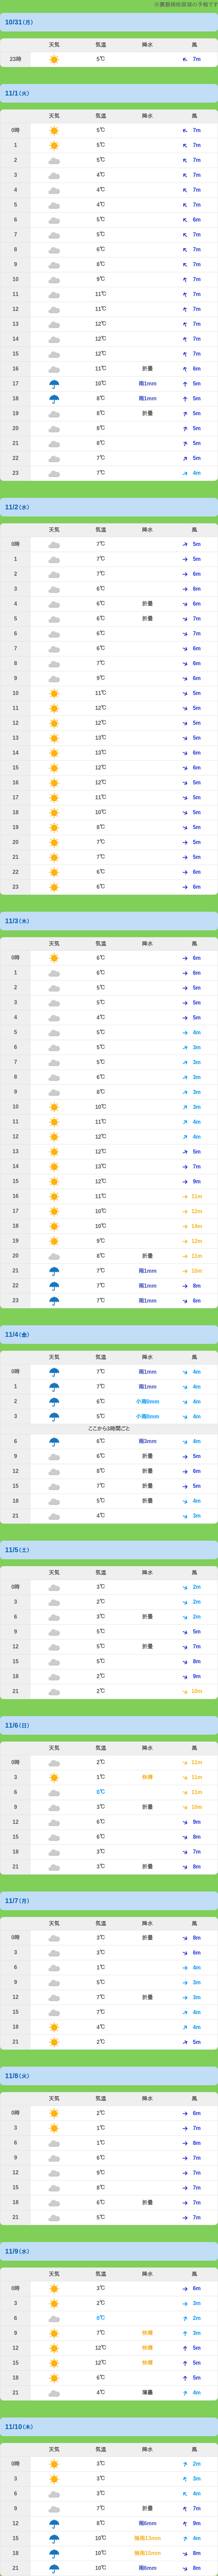 ※裏銀候地探城の予報です
10/31(月)
天気 気温 降水 風
23時 5℃ 7m
11/1(火)
天気 気温 降水 風
0時 5℃ 7m
1 5℃ 7m
2 5℃ 7m
3 4℃ 7m
4 4℃ 7m
5 4℃ 7m
6 5℃ 6m
7 5℃ 7m
8 6℃ 7m
9 8℃ 7m
10 9℃ 7m
11 11℃ 7m
12 11℃ 7m
13 12℃ 7m
14 12℃ 7m
15 12℃ 7m
16 11℃ 折曇 6m
17 10℃ 雨1mm 5m
18 8℃ 雨1mm 5m
19 8℃ 折曇 5m
20 8℃ 5m
21 8℃ 5m
22 7℃ 5m
23 7℃ 4m
11/2(水)
天気 気温 降水 風
0時 7℃ 5m
1 7℃ 5m
2 7℃ 6m
3 6℃ 6m
4 6℃ 折曇 6m
5 6℃ 折曇 7m
6 6℃ 7m
7 6℃ 6m
8 7℃ 6m
9 9℃ 6m
10 11℃ 5m
11 12℃ 5m
12 12℃ 5m
13 13℃ 5m
14 13℃ 6m
15 12℃ 6m
16 12℃ 5m
17 11℃ 5m
18 10℃ 5m
19 8℃ 5m
20 7℃ 5m
21 7℃ 5m
22 6℃ 6m
23 6℃ 6m
11/3(木)
天気 気温 降水 風
0時 6℃ 6m
1 6℃ 6m
2 5℃ 5m
3 5℃ 5m
4 4℃ 5m
5 5℃ 4m
6 5℃ 3m
7 5℃ 3m
8 6℃ 3m
9 8℃ 3m
10 10℃ 3m
11 11℃ 4m
12 12℃ 4m
13 12℃ 5m
14 13℃ 7m
15 12℃ 9m
16 11℃ 11m
17 10℃ 12m
18 10℃ 14m
19 9℃ 12m
20 8℃ 折曇 11m
21 7℃ 雨1mm 10m
22 7℃ 雨1mm 8m
23 7℃ 雨1mm 6m
11/4(金)
天気 気温 降水 風
0時 7℃ 雨1mm 4m
1 7℃ 雨1mm 4m
2 6℃ 小雨0mm 4m
3 5℃ 小雨0mm 4m
ここから3時間ごと
6 6℃ 雨3mm 4m
9 6℃ 折曇 5m
12 8℃ 折曇 6m
15 7℃ 折曇 5m
18 5℃ 折曇 4m
21 4℃ 3m
11/5(土)
天気 気温 降水 風
0時 3℃ 2m
3 2℃ 2m
6 3℃ 折曇 2m
9 5℃ 5m
12 5℃ 折曇 7m
15 5℃ 8m
18 2℃ 9m
21 2℃ 10m
11/6(日)
天気 気温 降水 風
0時 2℃ 11m
3 1℃ 快晴 11m
6 0℃ 11m
9 3℃ 折曇 10m
12 6℃ 9m
15 6℃ 8m
18 3℃ 7m
21 3℃ 折曇 8m
11/7(月)
天気 気温 降水 風
0時 3℃ 折曇 8m
3 3℃ 6m
6 1℃ 4m
9 5℃ 3m
12 7℃ 折曇 3m
15 7℃ 4m
18 4℃ 4m
21 2℃ 5m
11/8(火)
天気 気温 降水 風
0時 2℃ 6m
3 1℃ 7m
6 1℃ 8m
9 6℃ 7m
12 9℃ 7m
15 8℃ 7m
18 6℃ 折曇 7m
21 5℃ 7m
11/9(水)
天気 気温 降水 風
0時 3℃ 6m
3 2℃ 3m
6 0℃ 2m
9 7℃ 快晴 3m
12 12℃ 快晴 5m
15 12℃ 快晴 5m
18 6℃ 5m
21 4℃ 薄曇 4m
11/10(木)
天気 気温 降水 風
0時 3℃ 2m
3 3℃ 3m
6 3℃ 4m
9 7℃ 折曇 7m
12 8℃ 雨6mm 9m
15 10℃ 強雨13mm 4m
18 10℃ 強雨10mm 8m
21 10℃ 雨6mm 8m